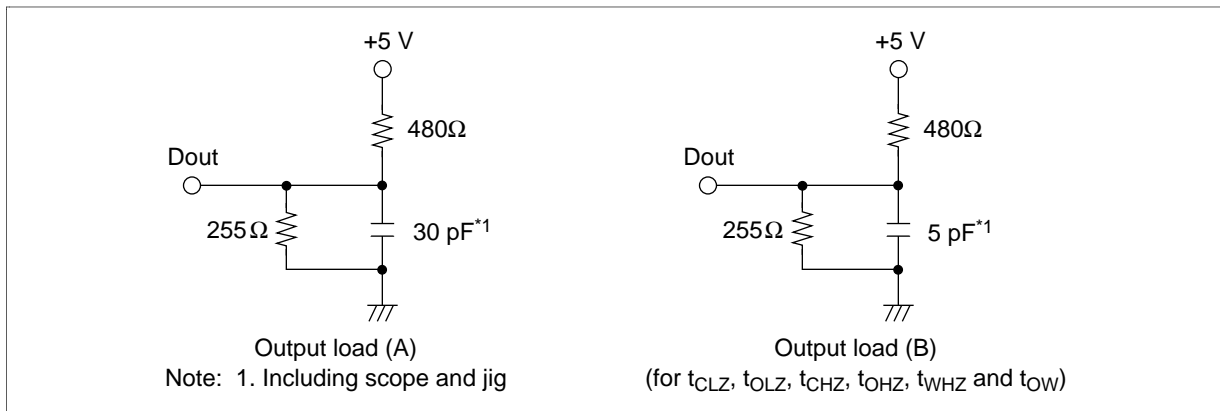 +5 V
480Ω
Dout
255Ω
30 pF*1
Output load (A)
Note: 1. Including scope and jig
+5 V
480Ω
Dout
255Ω
5 pF*1
Output load (B)
(for tCLZ, tOLZ, tCHZ, tOHZ, tWHZ and tOW)